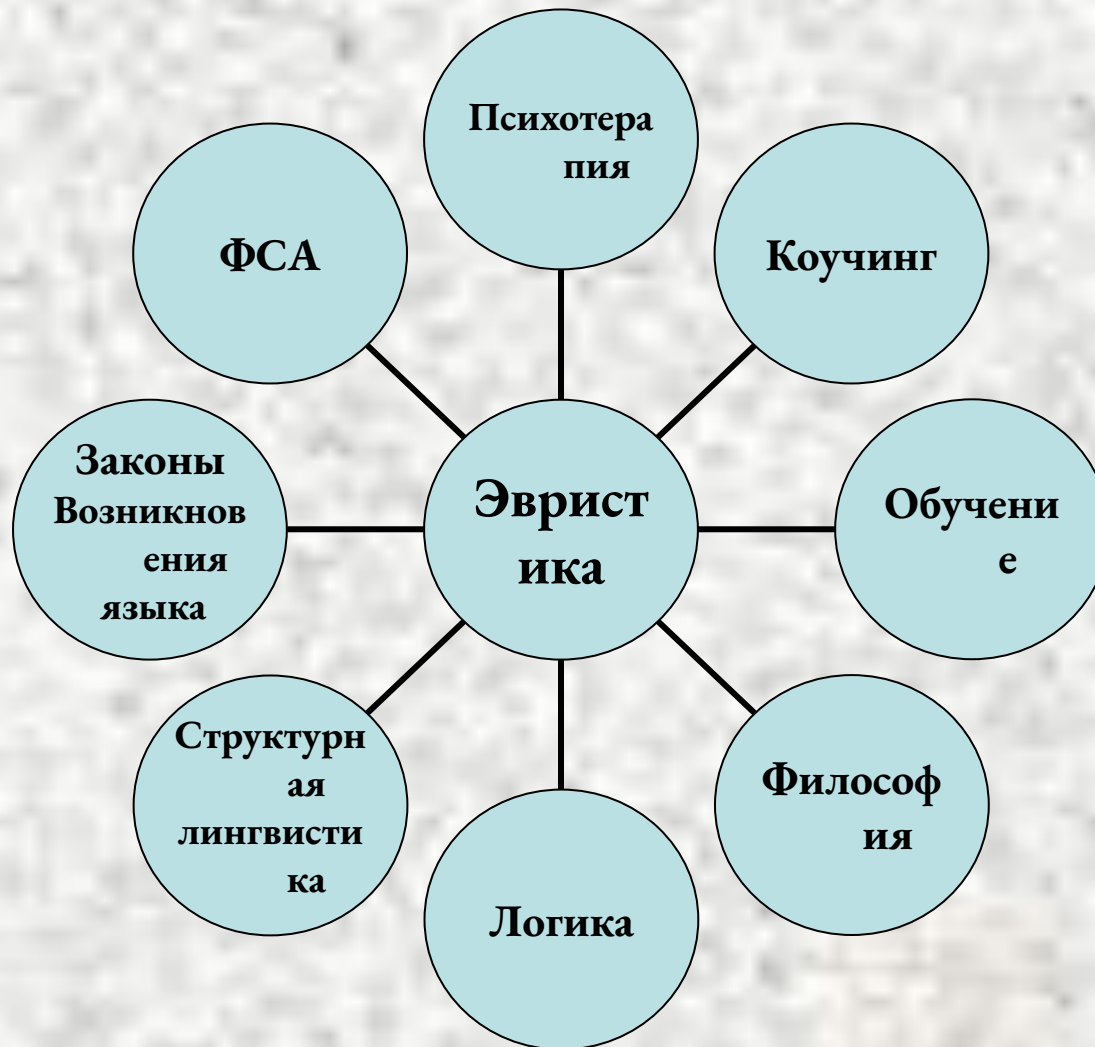 Психотера
пия
ФСА
Коучинг
Законы
Возникнов
ения
языка
Эврист
ика
Обучени
е
Структурн
ая
лингвисти
ка
Философ
ия
Логика